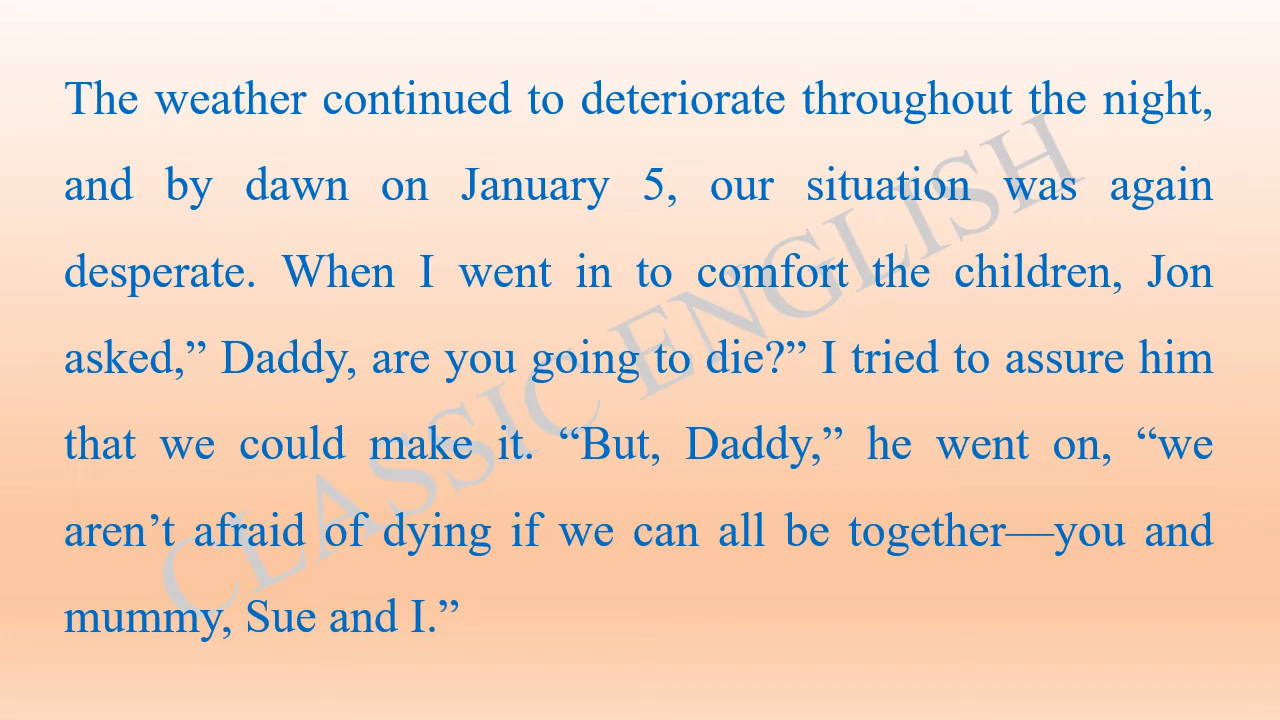 The weather continued to deteriorate throughout the night,
and by dawn on January 5, our situation was again
desperate. When I went in to comfort the children, Jon
asked,” Daddy, are you going to die?” I tried to assure him
that we could make it. “But, Daddy,” he went on, “we
aren’t afraid of dying if we can all be together—you and
mummy, Sue and I.”
CLASSIC ENGLISH